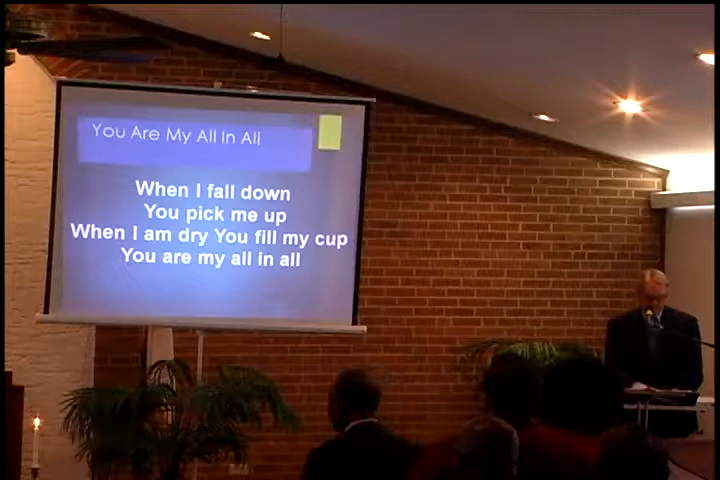 You Are My All In All
When I fall down
You pick me up
When I am dry You fill my cup
You are my all in all